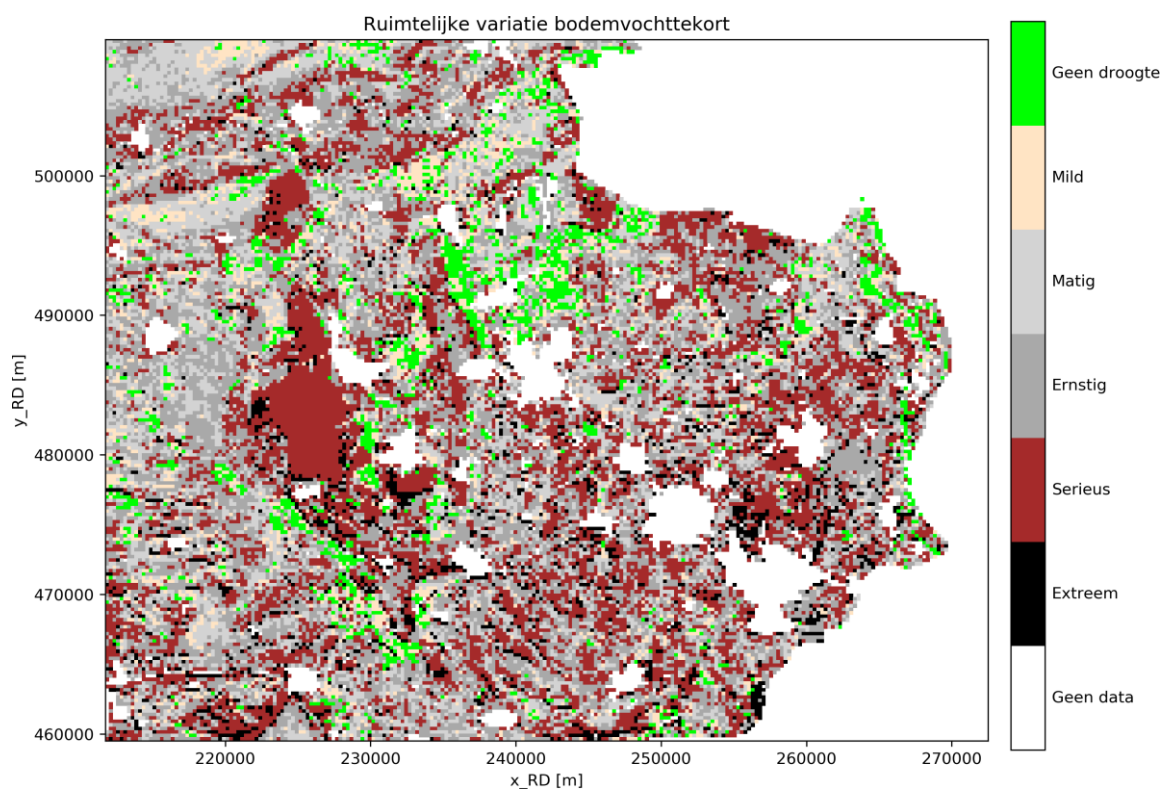 Ruimtelijke variatie bodemvochttekort
Geen droogte
Mild
Matig
Ernstig
Serieus
Extreem
Geen data
y_RD [m]
500000
490000
480000
470000
460000
220000 230000 240000 250000 260000 270000
x_RD [m]